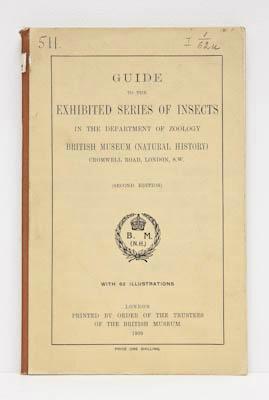 511.
I 1/62u
GUIDE
TO THE
EXHIBITED SERIES OF INSECTS
IN THE DEPARTMENT OF ZOOLOGY
BRITISH MUSEUM (NATURAL HISTORY)
CROMWELL ROAD, LONDON, S.W.
(SECOND EDITION)
B. M.
(N.H.)
WITH 62 ILLUSTRATIONS
LONDON
PRINTED BY ORDER OF THE TRUSTEES
OF THE BRITISH MUSEUM
1909
PRICE ONE SHILLING.